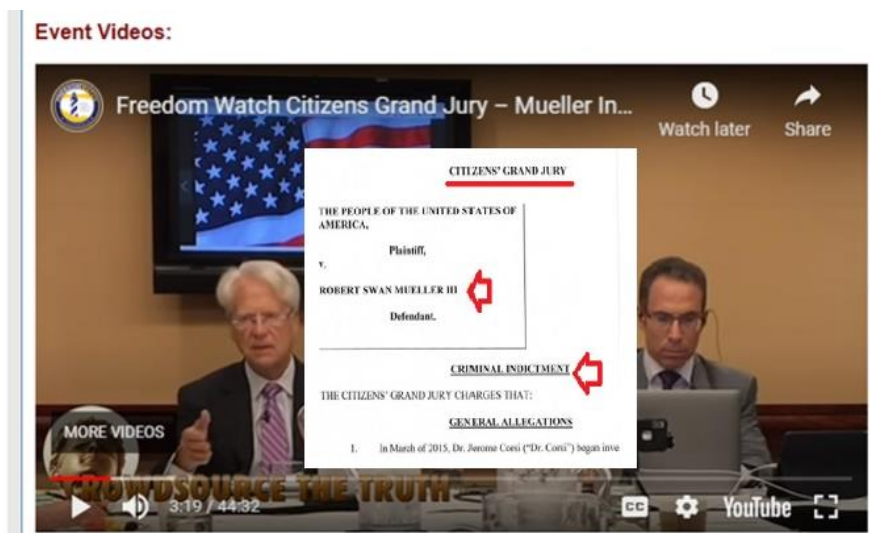 Event Videos:
Freedom Watch Citizens Grand Jury – Mueller In...
Watch later
Share
CITIZENS' GRAND JURY
THE PEOPLE OF THE UNITED STATES OF
AMERICA,
Plaintiff,
v.
ROBERT SWAN MUELLER III
Defendant.
CRIMINAL INDICTMENT
THE CITIZENS' GRAND JURY CHARGES THAT:
GENERAL ALLEGATIONS
1. In March of 2015, Dr. Jerome Corsi ("Dr. Corsi") began inve
MORE VIDEOS
CROWDSOURCE THE TRUTH
3:19 / 44:32
CC
YouTube